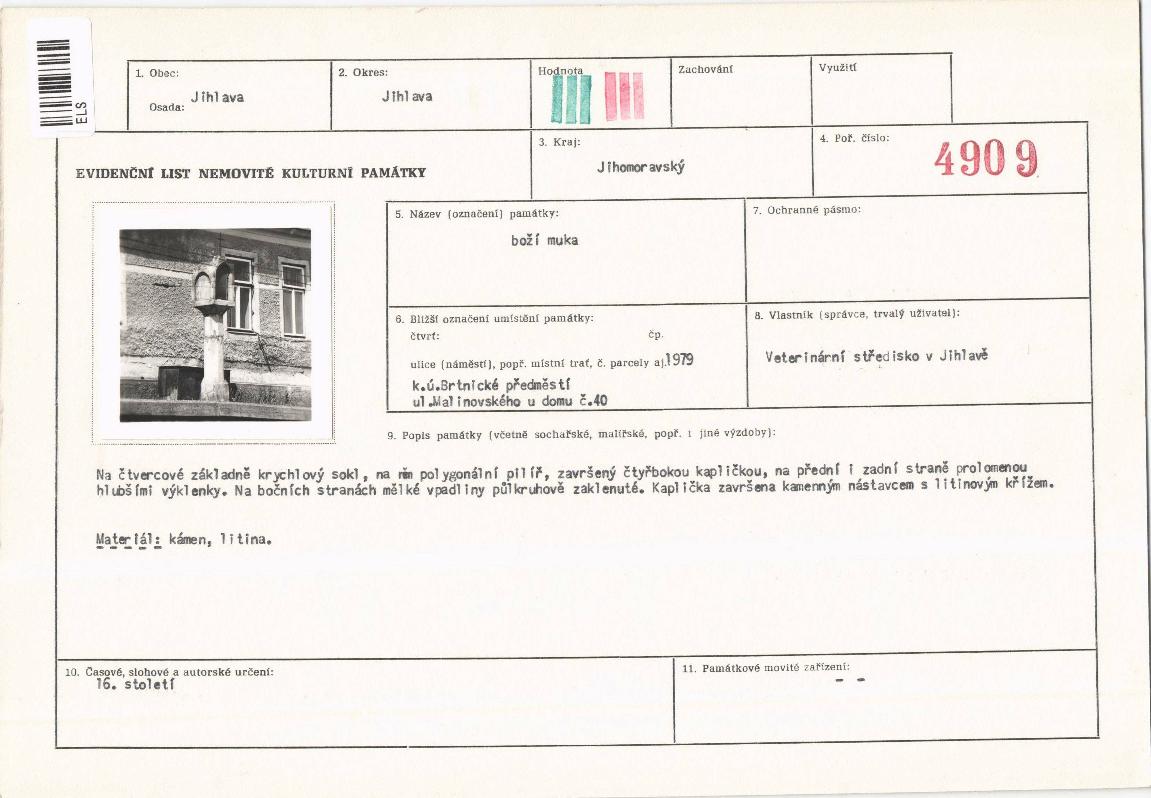 ELS
1. Obec:
Osada: Jihlava
2. Okres:
Jihlava
Hodnota
Zachování
Využití
EVIDENČNÍ LIST NEMOVITÉ KULTURNÍ PAMÁTKY
3. Kraj:
Jihomoravský
4. Poř. číslo:
4909
5. Název (označení) památky:
boží muka
7. Ochranné pásmo:
6. Bližší označení umístění památky:
čtvrť: čp.
ulice (náměstí), popř. místní trať, č. parcely aj.1979
k.ú.Brtnické předměstí
ul.Malinovského u domu č.40
8. Vlastník (správce, trvalý uživatel):
Veterinární středisko v Jihlavě
9. Popis památky (včetně sochařské, malířské, popř. i jiné výzdoby):
Na čtvercové základně krychlový sokl, na něm polygonální pilíř, završený čtyřbokou kapličkou, na přední i zadní straně prolomenou
hlubšími výklenky. Na bočních stranách mělké vpadliny půlkruhově zaklenuté. Kaplička završena kamenným nástavcem s litinovým křížem.
Materiál: kámen, litina.
10. Časové, slohové a autorské určení:
16. století
11. Památkové movité zařízení:
- -